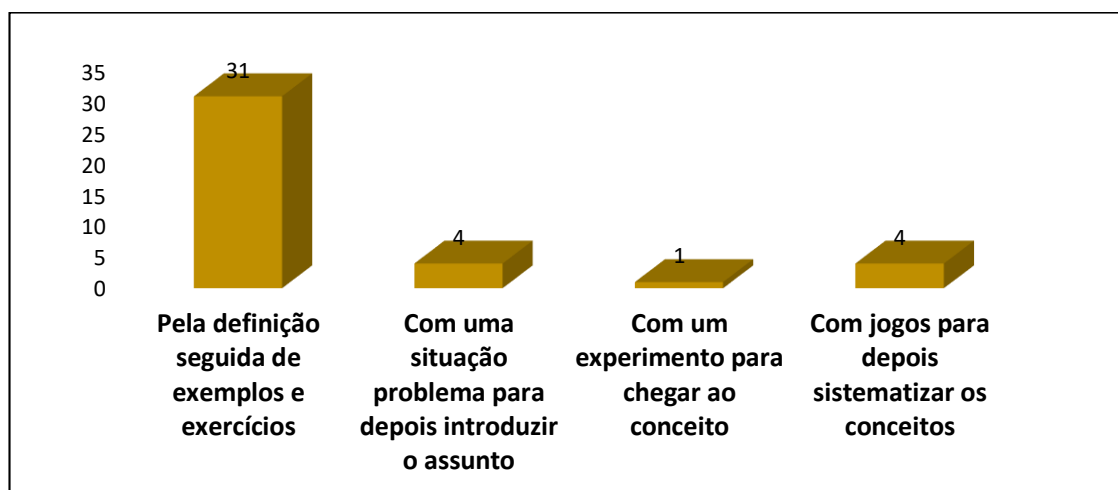 35
30
25
20
15
10
5
0
31
4
1
4
Pela definição
seguida de
exemplos e
exercícios
Com uma
situação
problema para
depois introduzir
o assunto
Com um
experimento para
chegar ao
conceito
Com jogos para
depois
sistematizar os
conceitos